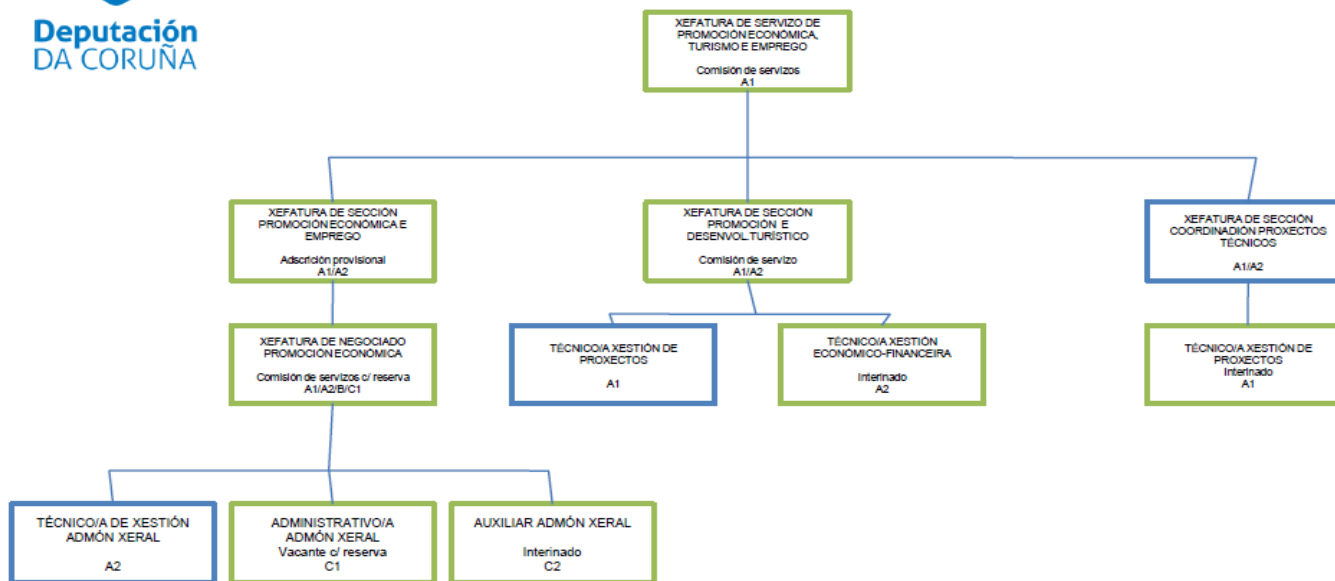 Deputación
DA CORUÑA
XEFATURA DE SERVIZO DE
PROMOCIÓN ECONÓMICA,
TURISMO E EMPREGO
Comisión de servizos
A1
XEFATURA DE SECCIÓN
PROMOCIÓN ECONÓMICA E
EMPREGO
Adscrición provisional
A1/A2
XEFATURA DE SECCIÓN
PROMOCIÓN E
DESENVOL.TURÍSTICO
Comisión de servizo
A1/A2
XEFATURA DE SECCIÓN
COORDINADIÓN PROXECTOS
TÉCNICOS
A1/A2
XEFATURA DE NEGOCIADO
PROMOCIÓN ECONÓMICA
Comisión de servizos c/ reserva
A1/A2/B/C1
TÉCNICO/A XESTIÓN DE
PROXECTOS
A1
TÉCNICO/A XESTIÓN
ECONÓMICO-FINANCEIRA
Interinado
A2
TÉCNICO/A XESTIÓN DE
PROXECTOS
Interinado
A1
TÉCNICO/A DE XESTIÓN
ADMÓN XERAL
A2
ADMINISTRATIVO/A
ADMÓN XERAL
Vacante c/ reserva
C1
AUXILIAR ADMÓN XERAL
Interinado
C2